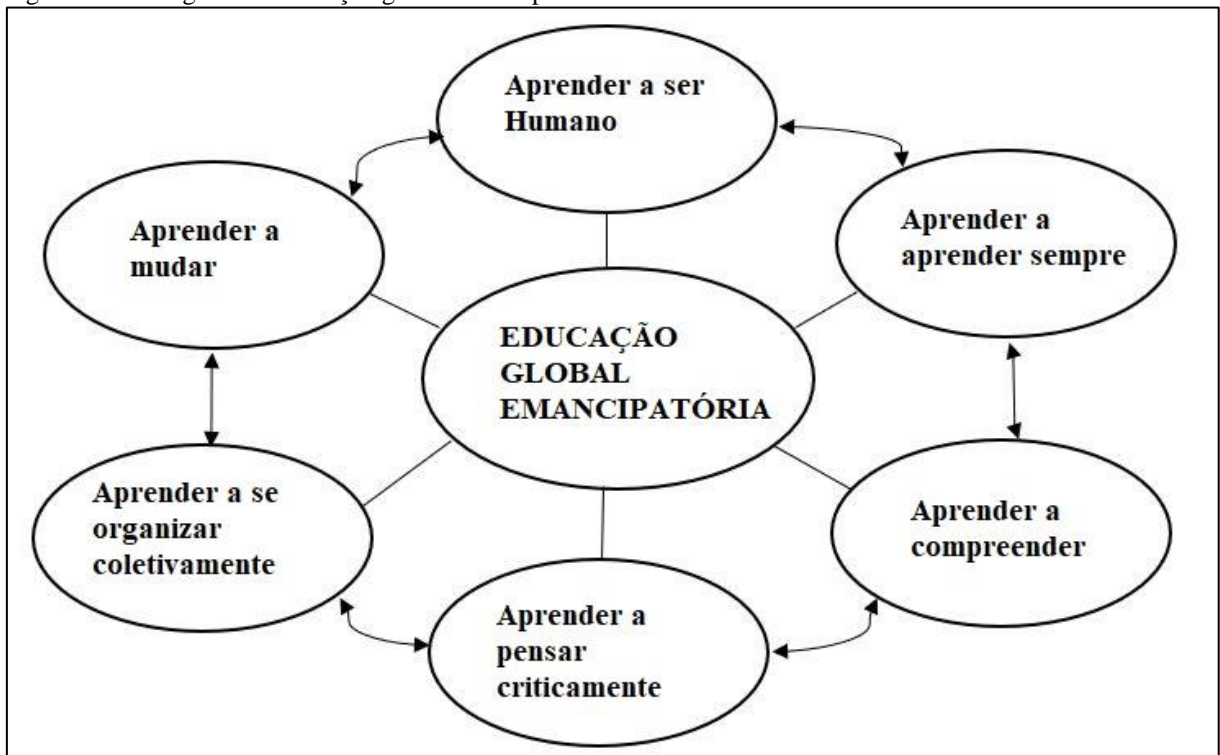 Aprender a ser
Humano
Aprender a
mudar
Aprender a
aprender sempre
EDUCAÇÃO
GLOBAL
EMANCIPATÓRIA
Aprender a se
organizar
coletivamente
Aprender a
compreender
Aprender a
pensar
criticamente